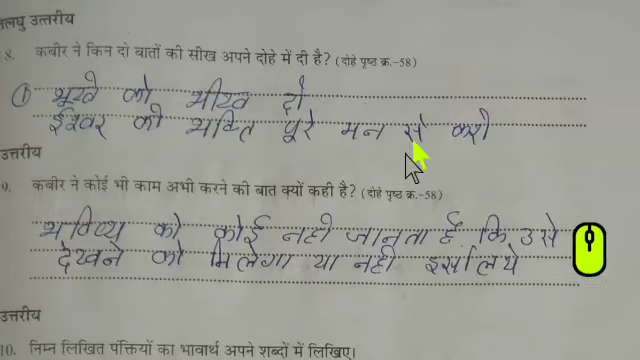 लघु उत्तरीय
8. कबीर ने किन दो बातों की सीख अपने दोहे में दी है? (दोहे पृष्ठ क्र.-58)
① भूखे को भीख दो
ईश्वर की भक्ति पूरे मन से करो
उत्तरीय
9. कबीर ने कोई भी काम अभी करने की बात क्यों कही है? (दोहे पृष्ठ क्र.-58)
भविष्य को कोई नही जानता है कि उसे
देखने को मिलेगा या नही इसलिये
उत्तरीय
10. निम्न लिखित पंक्तियों का भावार्थ अपने शब्दों में लिखिए।